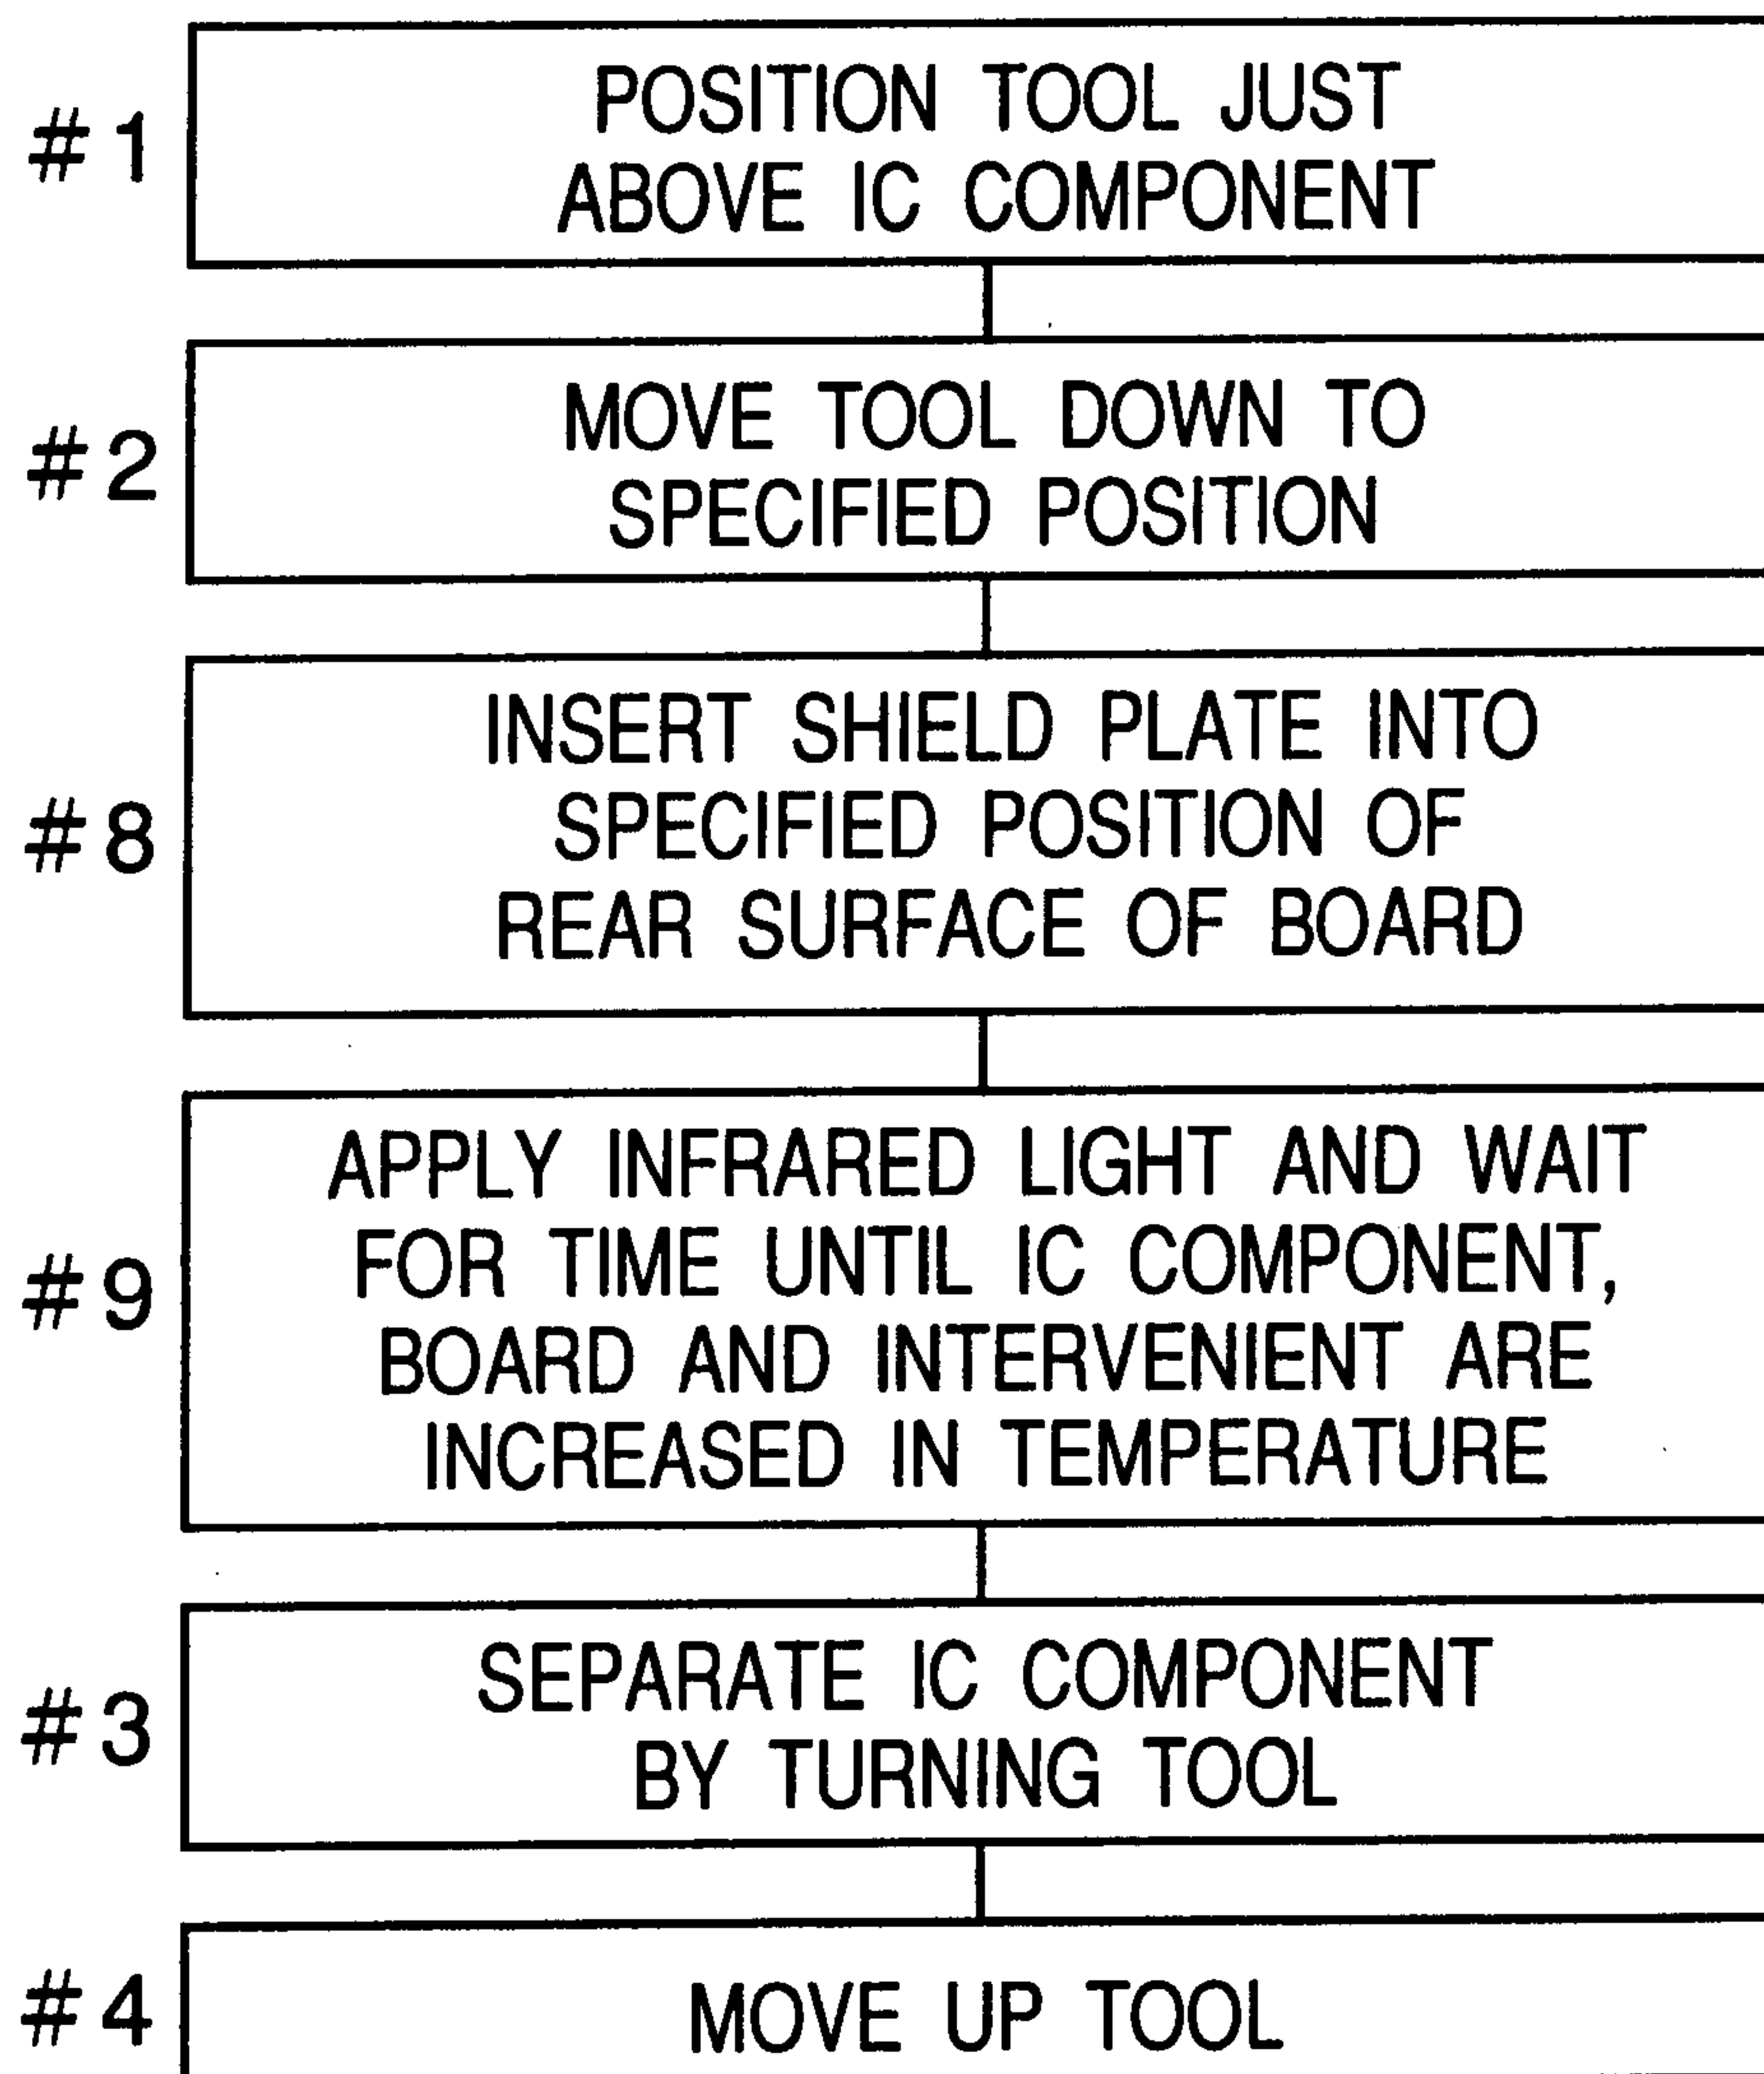 #1
POSITION TOOL JUST
ABOVE IC COMPONENT
#2
MOVE TOOL DOWN TO
SPECIFIED POSITION
#8
INSERT SHIELD PLATE INTO
SPECIFIED POSITION OF
REAR SURFACE OF BOARD
#9
APPLY INFRARED LIGHT AND WAIT
FOR TIME UNTIL IC COMPONENT,
BOARD AND INTERVENIENT ARE
INCREASED IN TEMPERATURE
#3
SEPARATE IC COMPONENT
BY TURNING TOOL
#4
MOVE UP TOOL